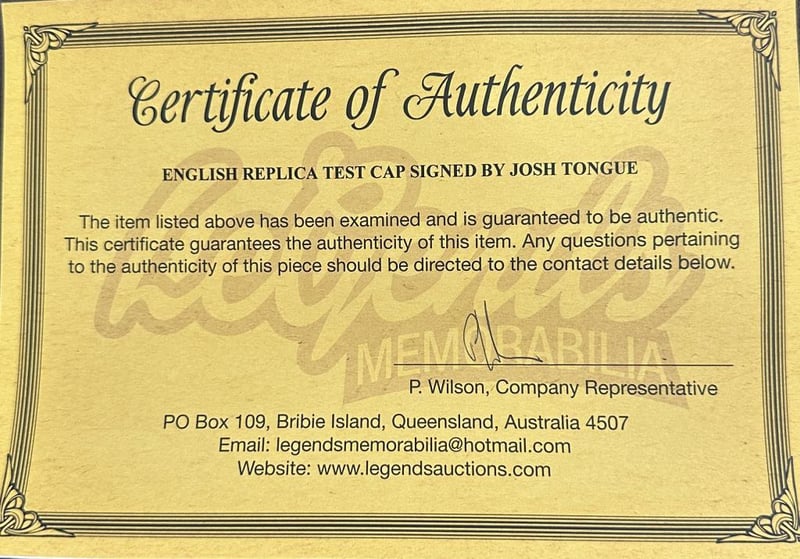 Certificate of Authenticity
ENGLISH REPLICA TEST CAP SIGNED BY JOSH TONGUE
The item listed above has been examined and is guaranteed to be authentic.
This certificate guarantees the authenticity of this item. Any questions pertaining
to the authenticity of this piece should be directed to the contact details below.
Legends
MEMORABILIA
P. Wilson, Company Representative
PO Box 109, Bribie Island, Queensland, Australia 4507
Email: legendsmemorabilia@hotmail.com
Website: www.legendsauctions.com